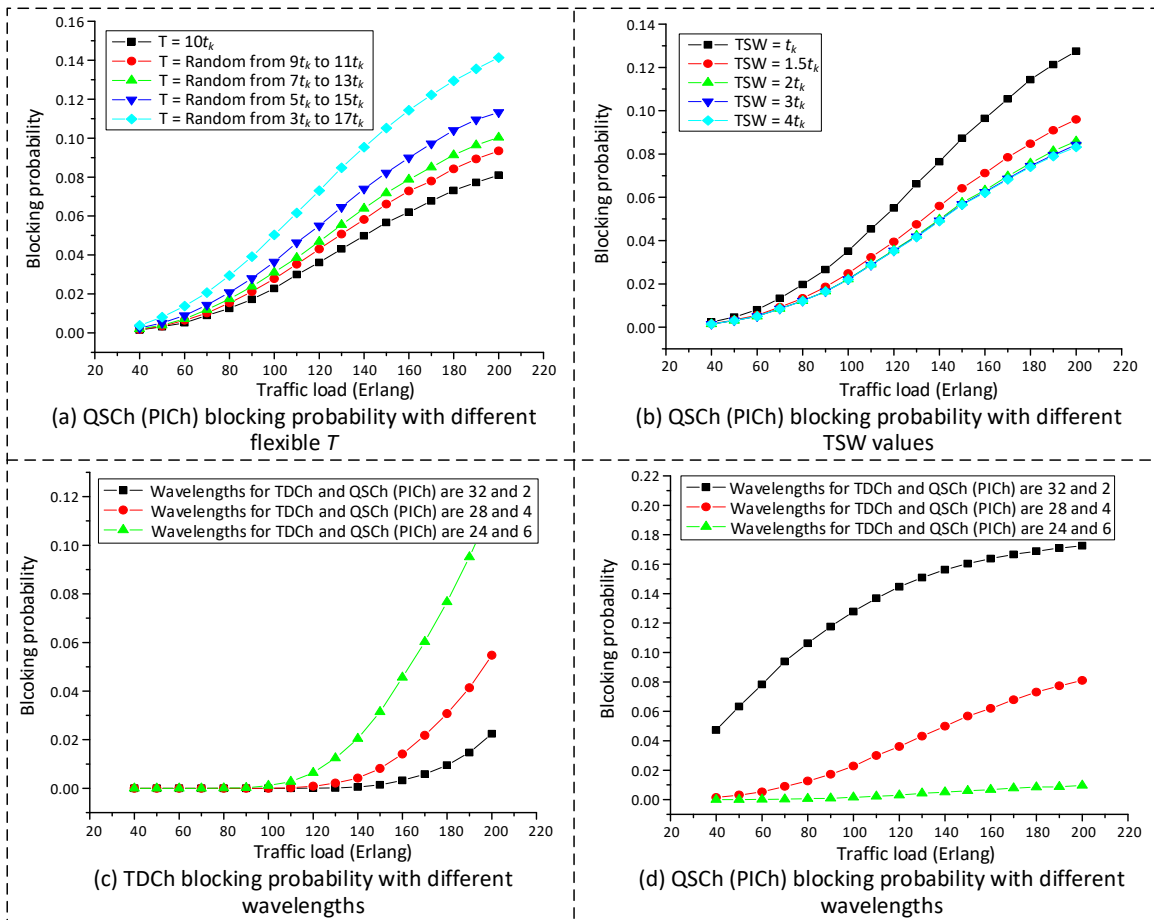 0.16
0.14
0.12
0.10
0.08
0.06
0.04
0.02
0.00
Blocking probability
T = 10tk
T = Random from 9tk to 11tk
T = Random from 7tk to 13tk
T = Random from 5tk to 15tk
T = Random from 3tk to 17tk
20 40 60 80 100 120 140 160 180 200 220
Traffic load (Erlang)
(a) QSCh (PICh) blocking probability with different
flexible T
0.14
0.12
0.10
0.08
0.06
0.04
0.02
0.00
Blocking probability
TSW = tk
TSW = 1.5tk
TSW = 2tk
TSW = 3tk
TSW = 4tk
20 40 60 80 100 120 140 160 180 200 220
Traffic load (Erlang)
(b) QSCh (PICh) blocking probability with different
TSW values
0.12
0.10
0.08
0.06
0.04
0.02
0.00
Blcoking probability
Wavelengths for TDCh and QSCh (PICh) are 32 and 2
Wavelengths for TDCh and QSCh (PICh) are 28 and 4
Wavelengths for TDCh and QSCh (PICh) are 24 and 6
20 40 60 80 100 120 140 160 180 200 220
Traffic load (Erlang)
(c) TDCh blocking probability with different
wavelengths
0.22
0.20
0.18
0.16
0.14
0.12
0.10
0.08
0.06
0.04
0.02
0.00
Blcoking probability
Wavelengths for TDCh and QSCh (PICh) are 32 and 2
Wavelengths for TDCh and QSCh (PICh) are 28 and 4
Wavelengths for TDCh and QSCh (PICh) are 24 and 6
20 40 60 80 100 120 140 160 180 200 220
Traffic load (Erlang)
(d) QSCh (PICh) blocking probability with different
wavelengths